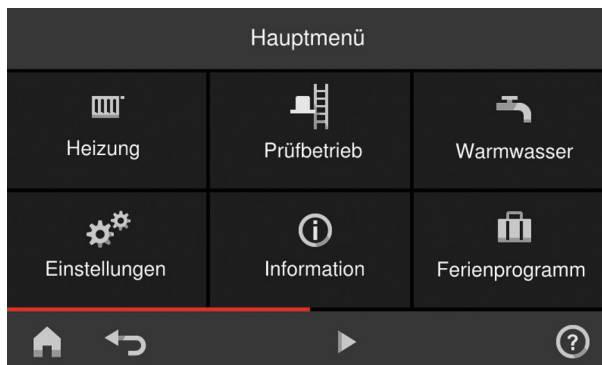 Hauptmenü
Heizung
Prüfbetrieb
Warmwasser
Einstellungen
Information
Ferienprogramm